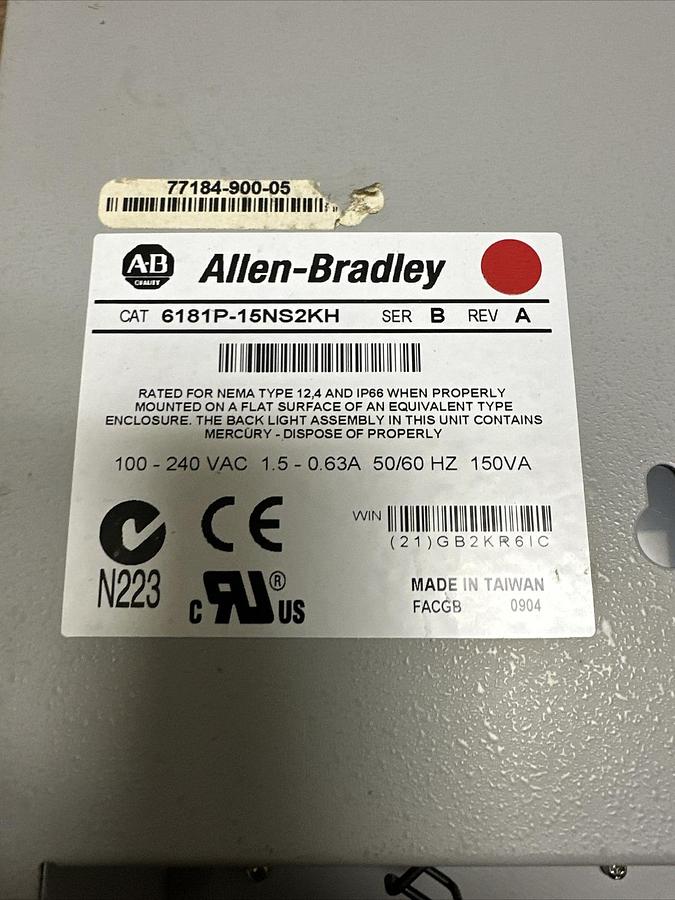 77184-900-05
A-B
QUALITY
Allen-Bradley
CAT 6181P-15NS2KH SER B REV A
RATED FOR NEMA TYPE 12,4 AND IP66 WHEN PROPERLY
MOUNTED ON A FLAT SURFACE OF AN EQUIVALENT TYPE
ENCLOSURE. THE BACK LIGHT ASSEMBLY IN THIS UNIT CONTAINS
MERCURY - DISPOSE OF PROPERLY
100 - 240 VAC 1.5 - 0.63A 50/60 HZ 150VA
CE
WIN
(21)GB2KR6IC
N223
C RU ® US
MADE IN TAIWAN
FACGB 0904